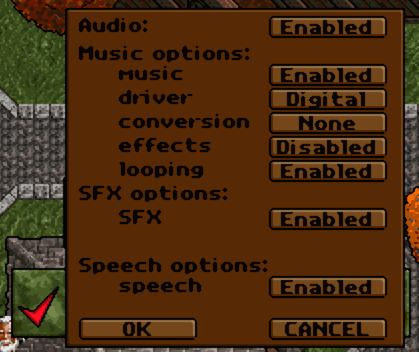 Audio: Enabled
Music options:
music Enabled
driver Digital
conversion None
effects Disabled
looping Enabled
SFX options:
SFX Enabled
Speech options:
speech Enabled
OK CANCEL